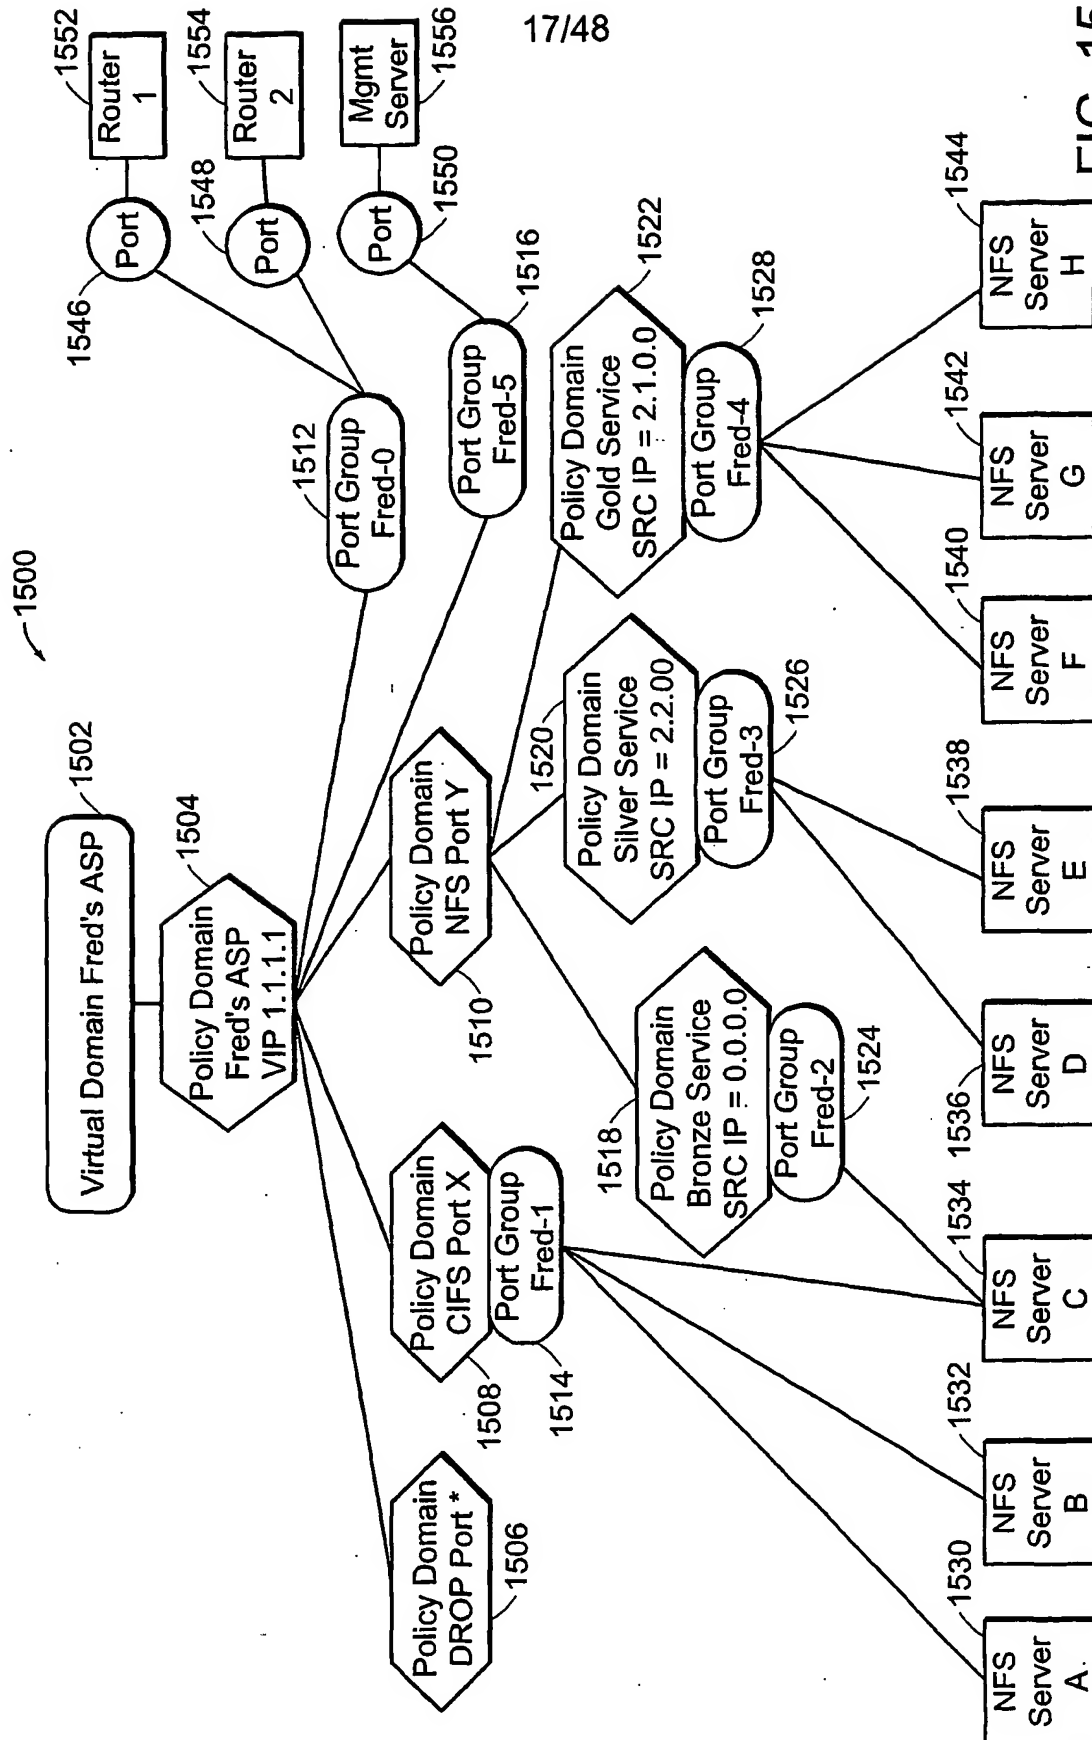 17/48
1500
Virtual Domain Fred's ASP
1502
Policy Domain
Fred's ASP
VIP 1.1.1.1
1504
Policy Domain
DROP Port *
1506
Policy Domain
CIFS Port X
1508
Port Group
Fred-1
1514
Policy Domain
NFS Port Y
1510
Port Group
Fred-0
1512
Port Group
Fred-5
1516
Port
1546
Router
1
1552
Port
1548
Router
2
1554
Port
1550
Mgmt
Server
1556
Policy Domain
Bronze Service
SRC IP = 0.0.0.0
1518
Port Group
Fred-2
1524
Policy Domain
Silver Service
SRC IP = 2.2.00
1520
Port Group
Fred-3
1526
Policy Domain
Gold Service
SRC IP = 2.1.0.0
1522
Port Group
Fred-4
1528
NFS
Server
A
1530
NFS
Server
B
1532
NFS
Server
C
1534
NFS
Server
D
1536
NFS
Server
E
1538
NFS
Server
F
1540
NFS
Server
G
1542
NFS
Server
H
1544
FIG. 15